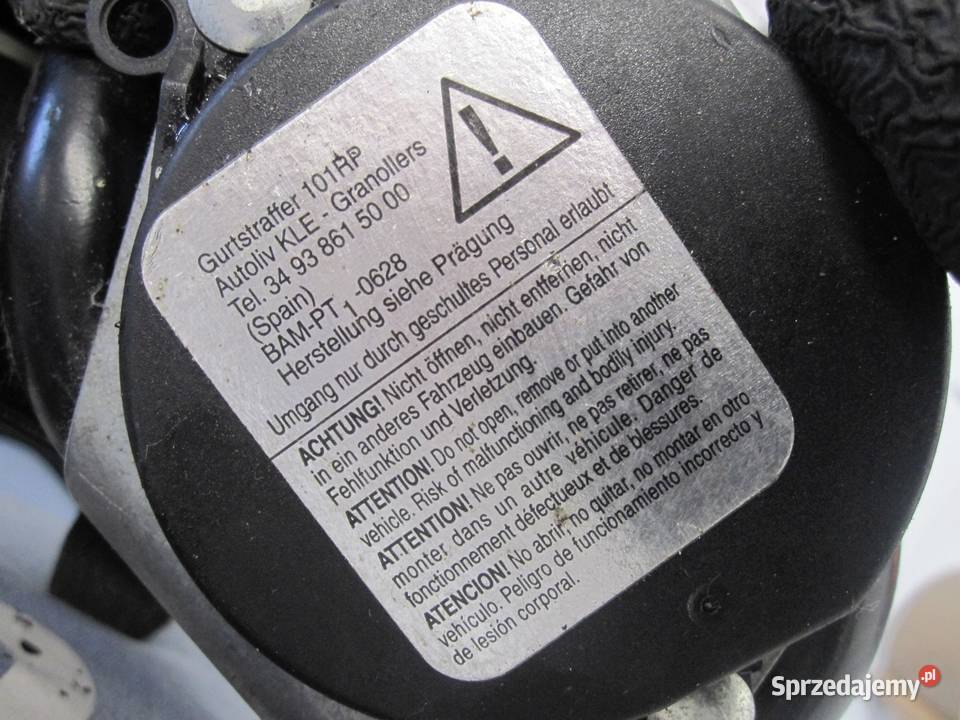 Gurtstraffer 101RP
Autoliv KLE - Granollers
Tel. 34 93 861 50 00
(Spain)
BAM-PT 1 -0628
Herstellung siehe Prägung
Umgang nur durch geschultes Personal erlaubt
ACHTUNG! Nicht öffnen, nicht entfernen, nicht
in ein anderes Fahrzeug einbauen. Gefahr von
Fehlfunktion und Verletzung.
ATTENTION! Do not open, remove or put into another
vehicle. Risk of malfunctioning and bodily injury.
ATTENTION! Ne pas ouvrir, ne pas retirer, ne pas
monter dans un autre véhicule. Danger de
fonctionnement défectueux et de blessures.
ATENCION! No abrir, no quitar, no montar en otro
vehículo. Peligro de funcionamiento incorrecto y
de lesión corporal.
Sprzedajemy.pl